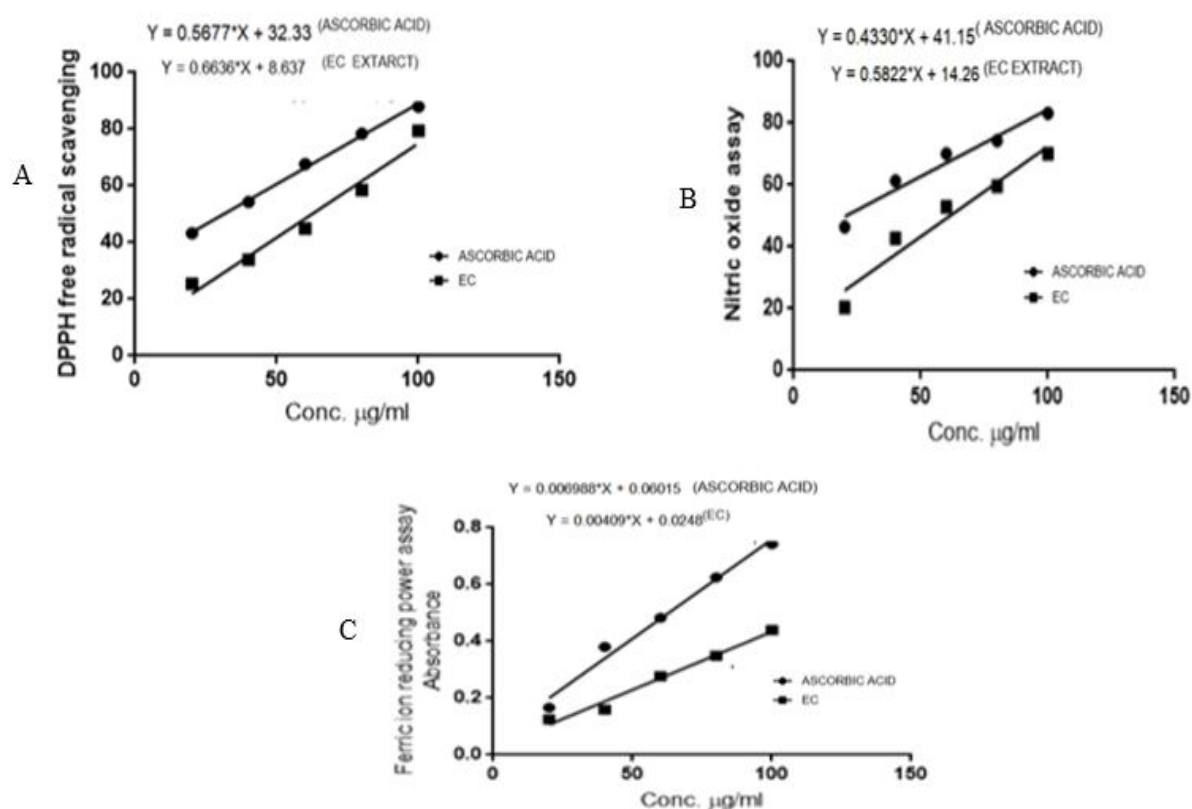 Y = 0.5677*X + 32.33 (ASCORBIC ACID)
Y = 0.6636*X + 8.637 (EC EXTARCT)
A
DPPH free radical scavenging
100
80
60
40
20
0
0 50 100 150
Conc. μg/ml
ASCORBIC ACID
EC
Y = 0.4330*X + 41.15 ( ASCORBIC ACID)
Y = 0.5822*X + 14.26 (EC EXTRACT)
B
Nitric oxide assay
100
80
60
40
20
0
0 50 100 150
Conc. μg/ml
ASCORBIC ACID
EC
Y = 0.006988*X + 0.06015 (ASCORBIC ACID)
Y = 0.00409*X + 0.0248 (EC)
C
Ferric ion reducing power assay
Absorbance
0.8
0.6
0.4
0.2
0.0
0 50 100 150
Conc. μg/ml
ASCORBIC ACID
EC